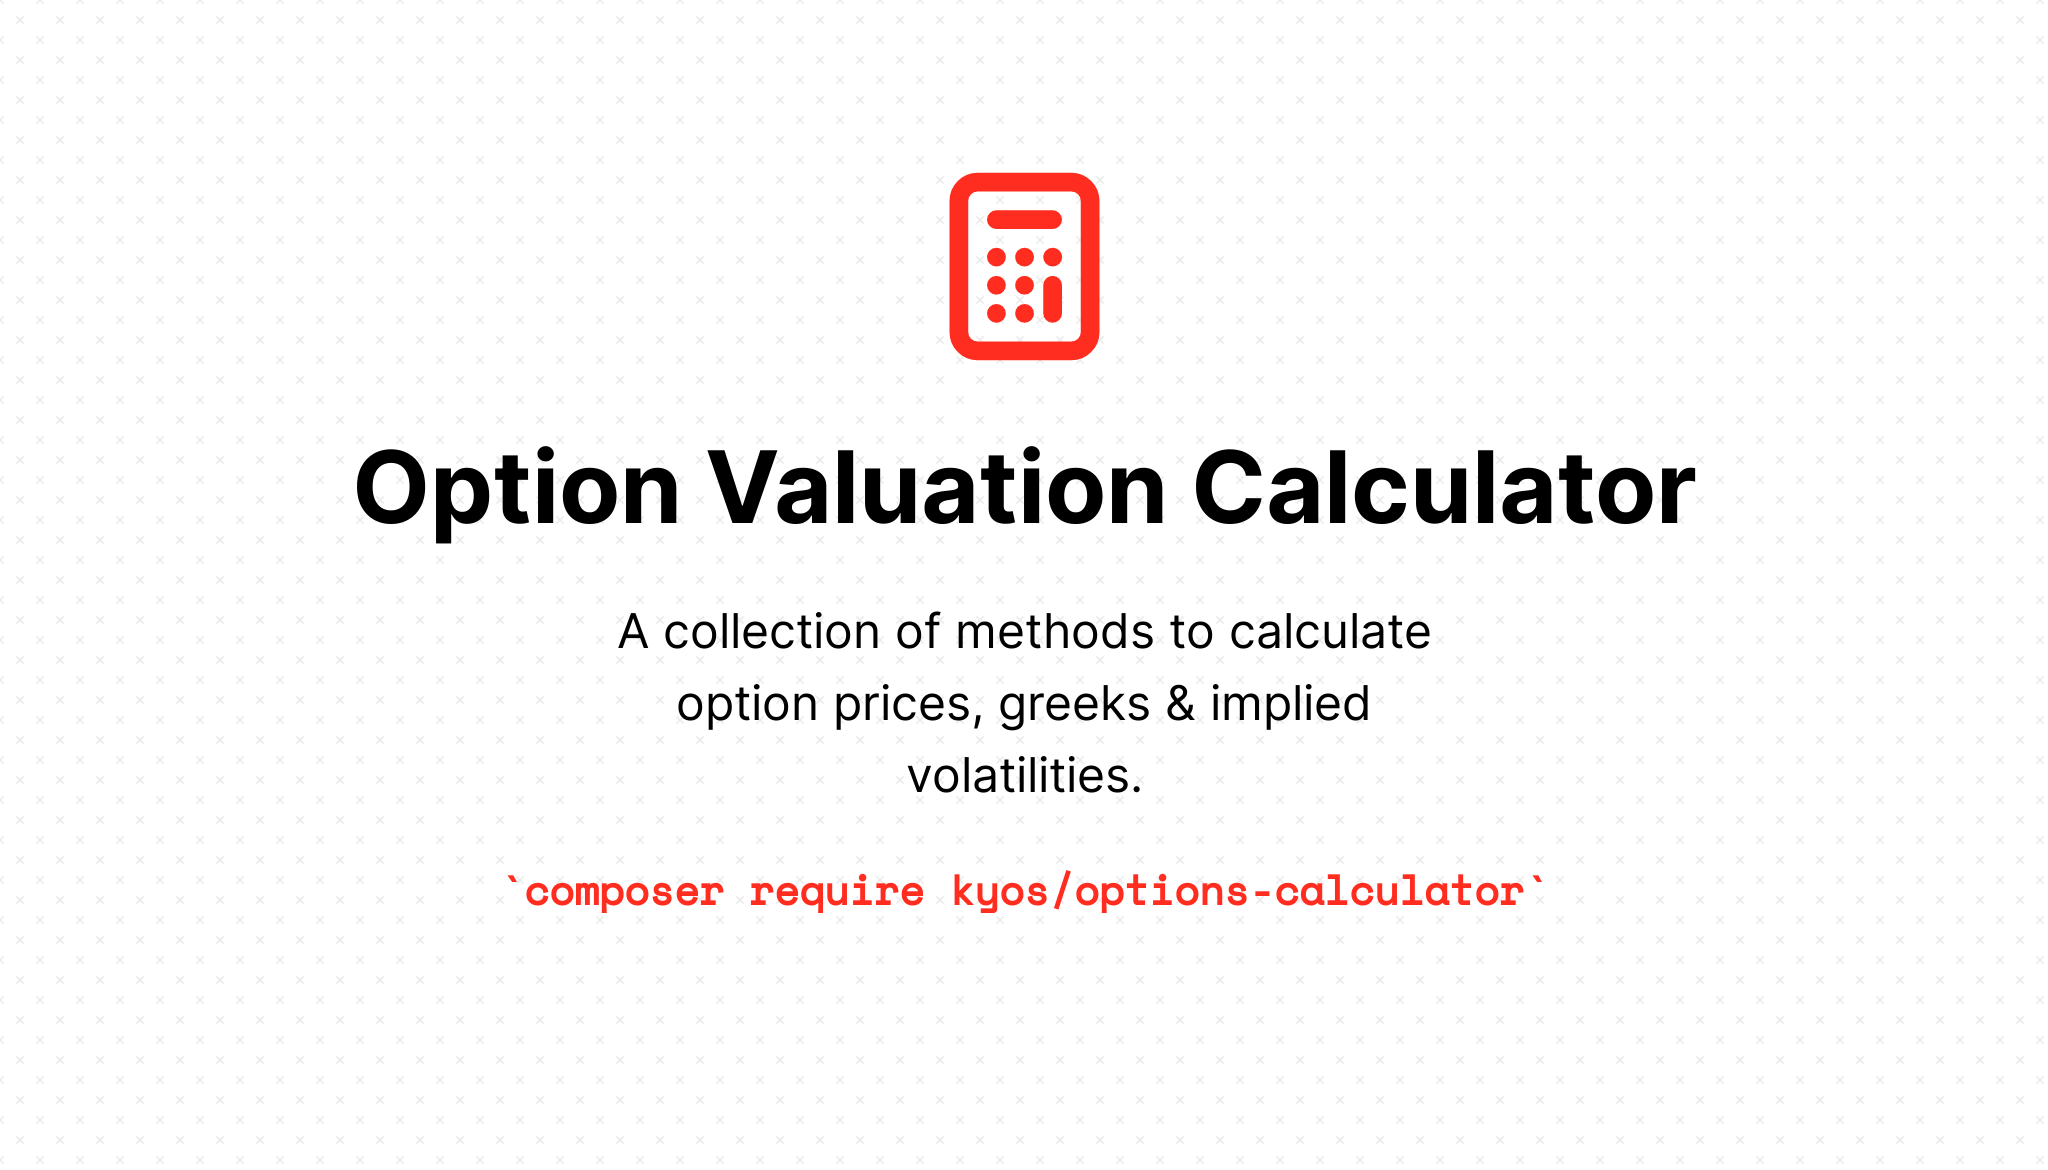 Option Valuation Calculator
A collection of methods to calculate
option prices, greeks & implied
volatilities.
`composer require kyos/options-calculator`